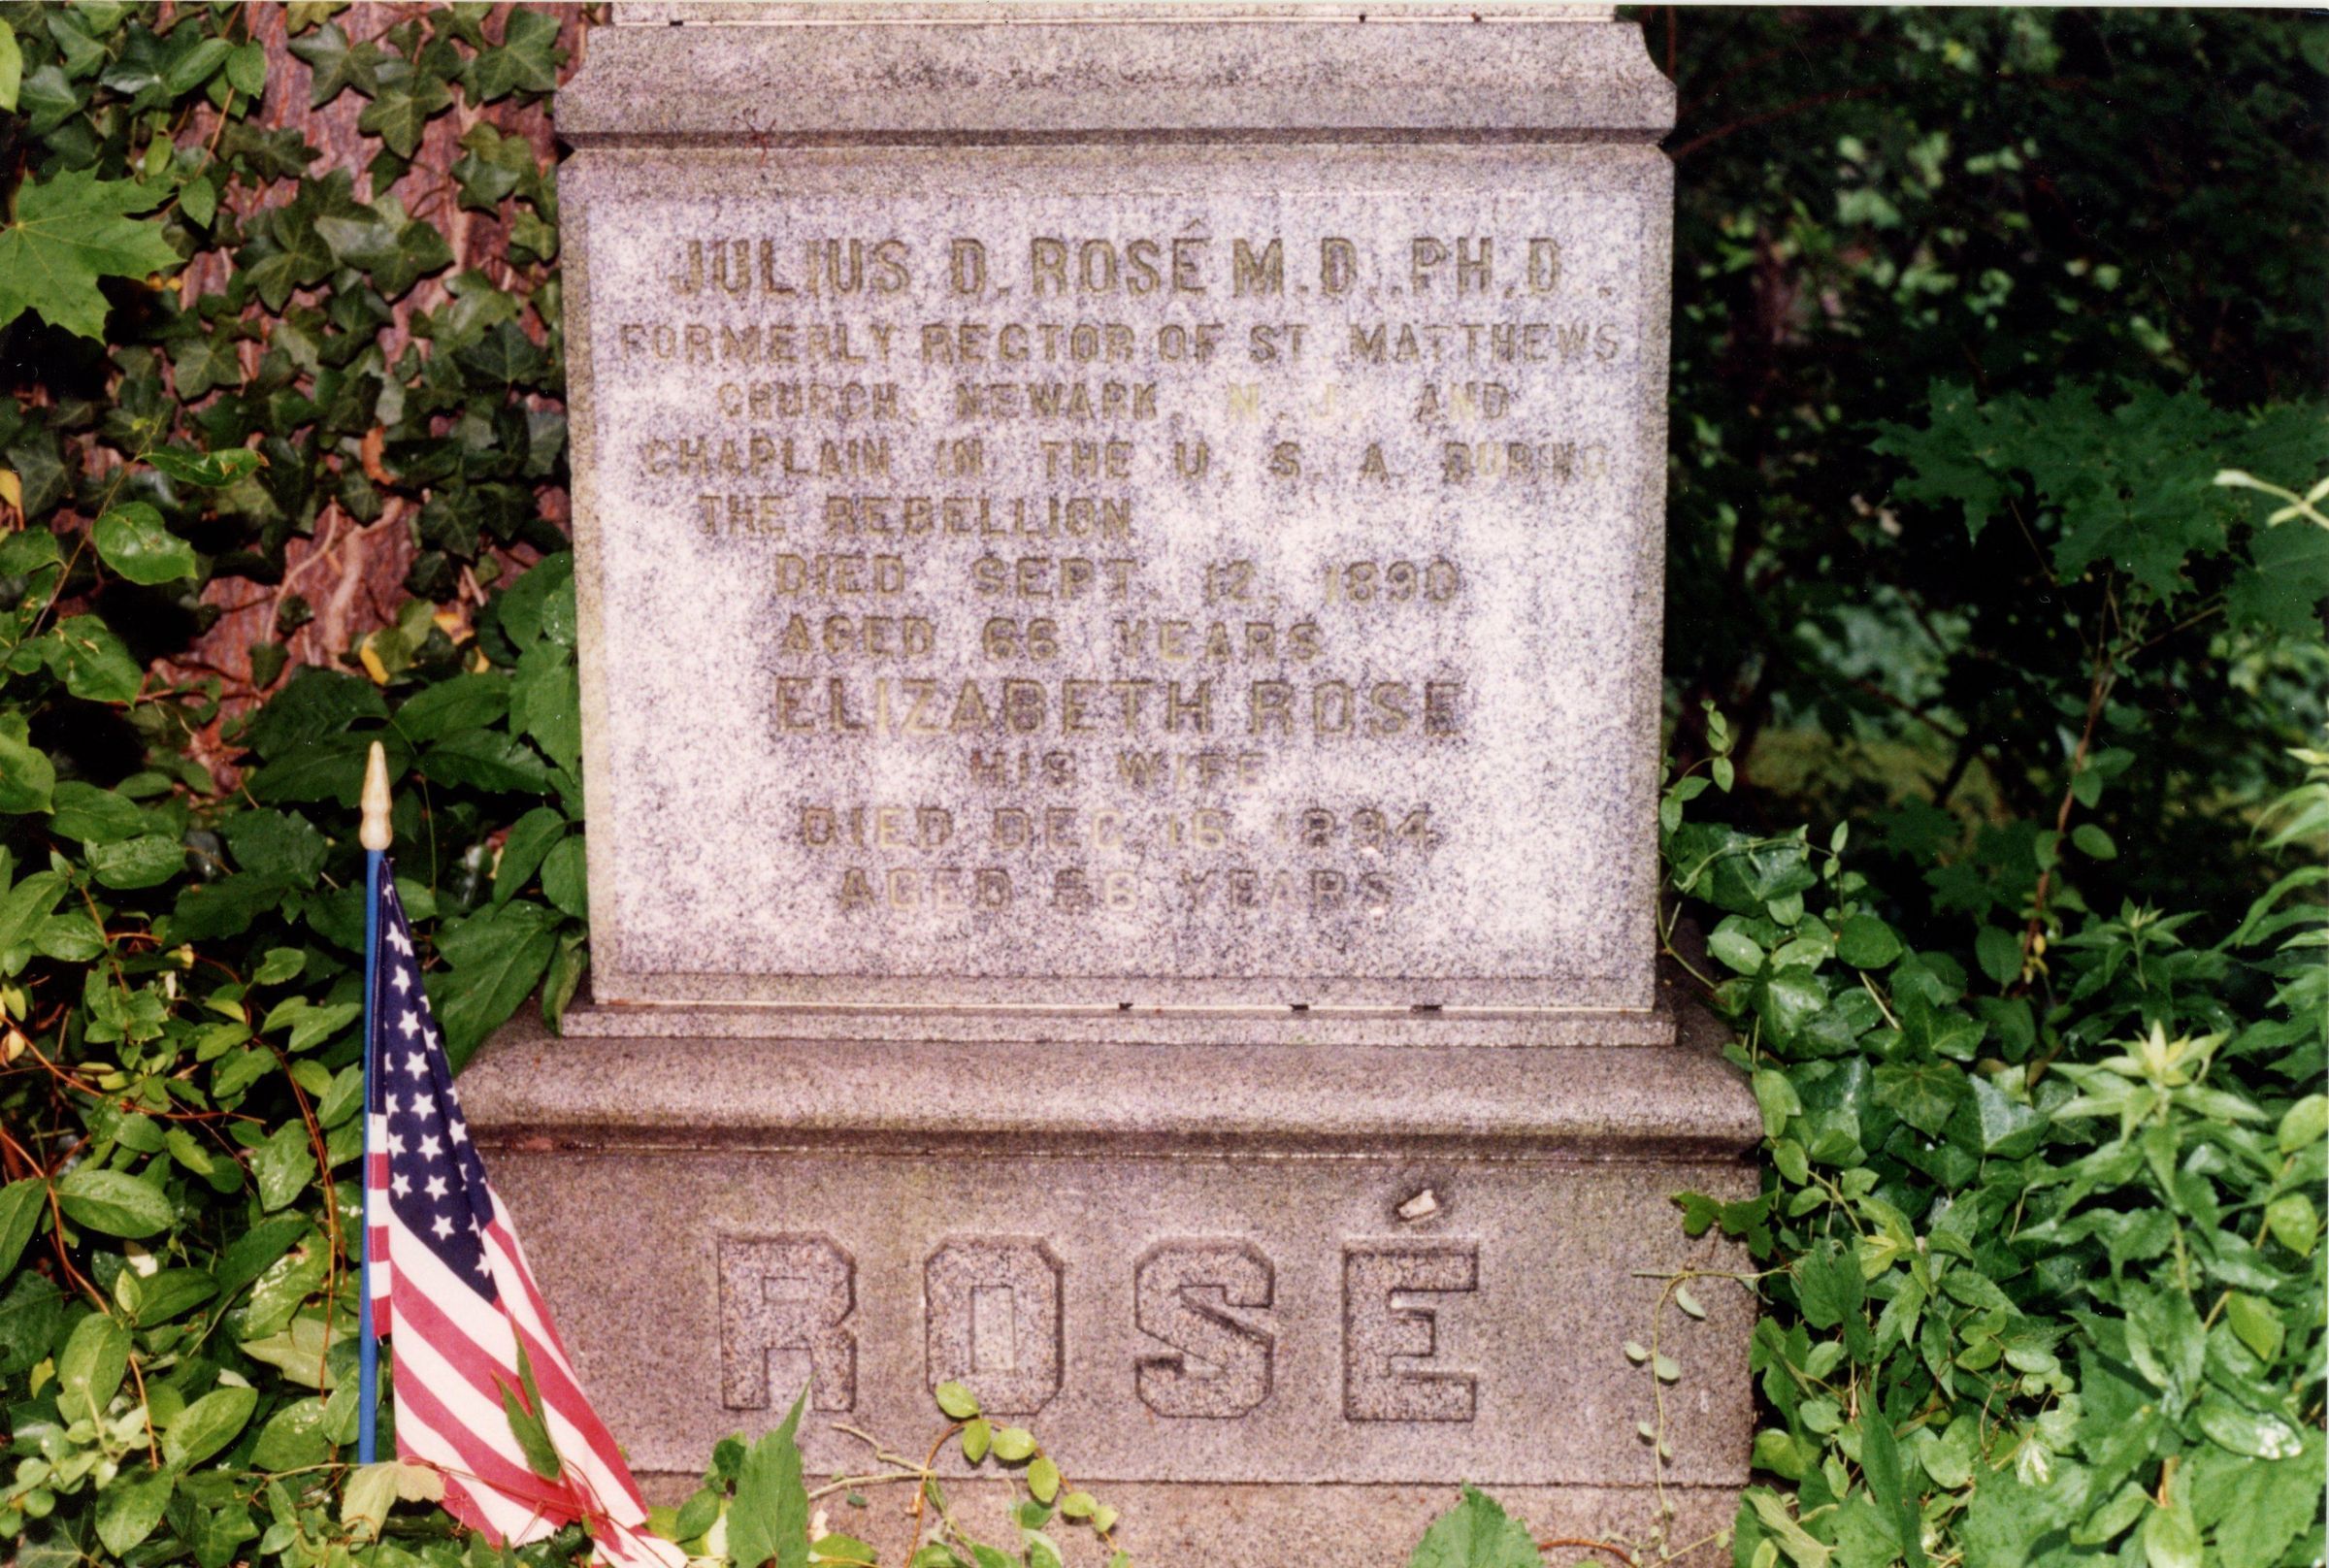 JULIUS D. ROSÉ M.D., PH.D.
FORMERLY RECTOR OF ST. MATTHEWS
CHURCH, NEWARK, N. J. AND
CHAPLAIN IN THE U. S. A. DURING
THE REBELLION
DIED SEPT. 12, 1890
AGED 66 YEARS
ELIZABETH ROSE
HIS WIFE
DIED DEC. 16, 1894
AGED YEARS.
ROSÉ